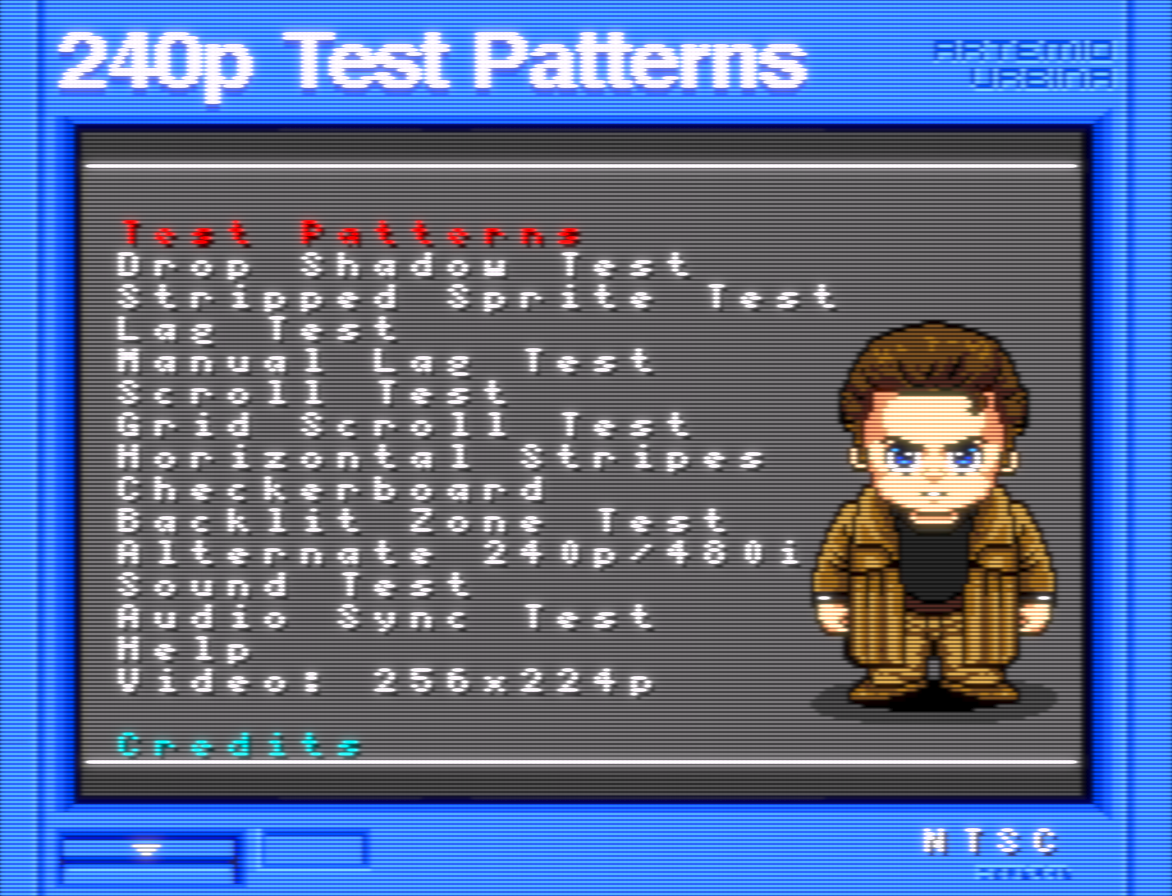 240p Test Patterns
ARTEMIO
URBINA
Test Patterns
Drop Shadow Test
Stripped Sprite Test
Lag Test
Manual Lag Test
Scroll Test
Grid Scroll Test
Horizontal Stripes
Checkerboard
Backlit Zone Test
Alternate 240p/480i
Sound Test
Audio Sync Test
Help
Video: 256x224p
Credits
NTSC